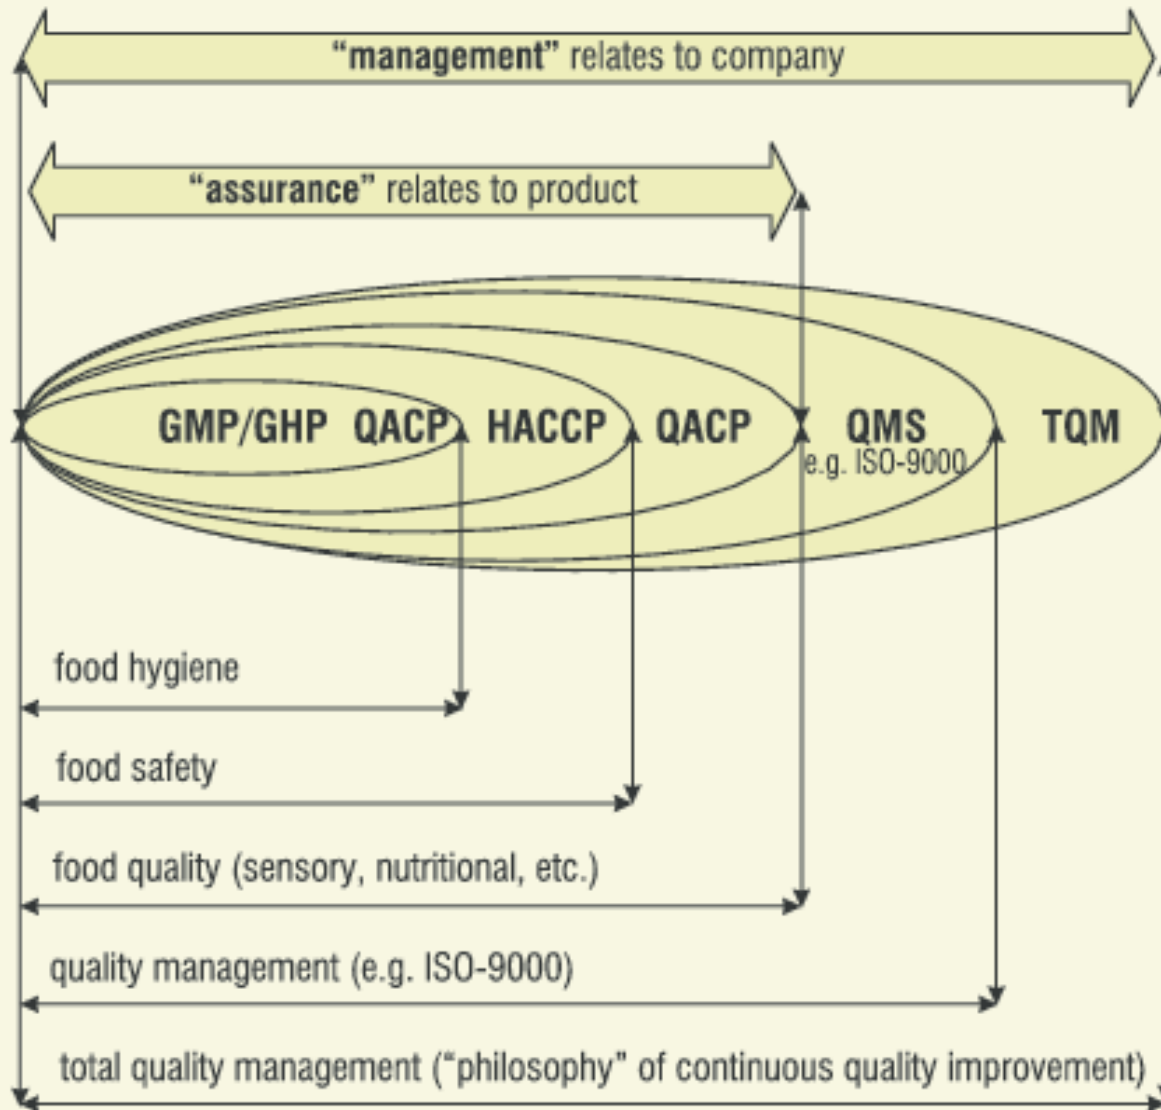 “management” relates to company
“assurance” relates to product
GMP/GHP QACP HACCP QACP QMS TQM
e.g. ISO-9000
food hygiene
food safety
food quality (sensory, nutritional, etc.)
quality management (e.g. ISO-9000)
total quality management (“philosophy” of continuous quality improvement)